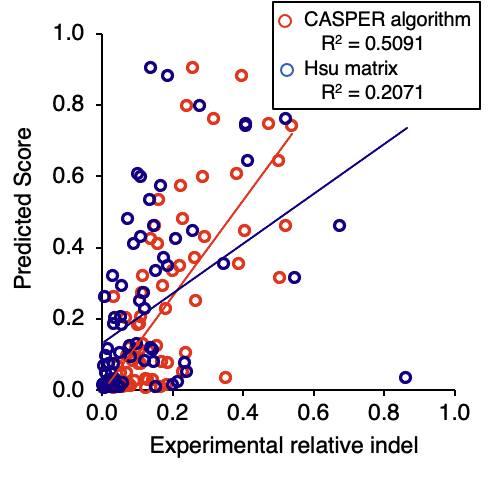 CASPER algorithm
R² = 0.5091
Hsu matrix
R² = 0.2071
1.0
0.8
0.6
0.4
0.2
0.0
Predicted Score
0.0 0.2 0.4 0.6 0.8 1.0
Experimental relative indel